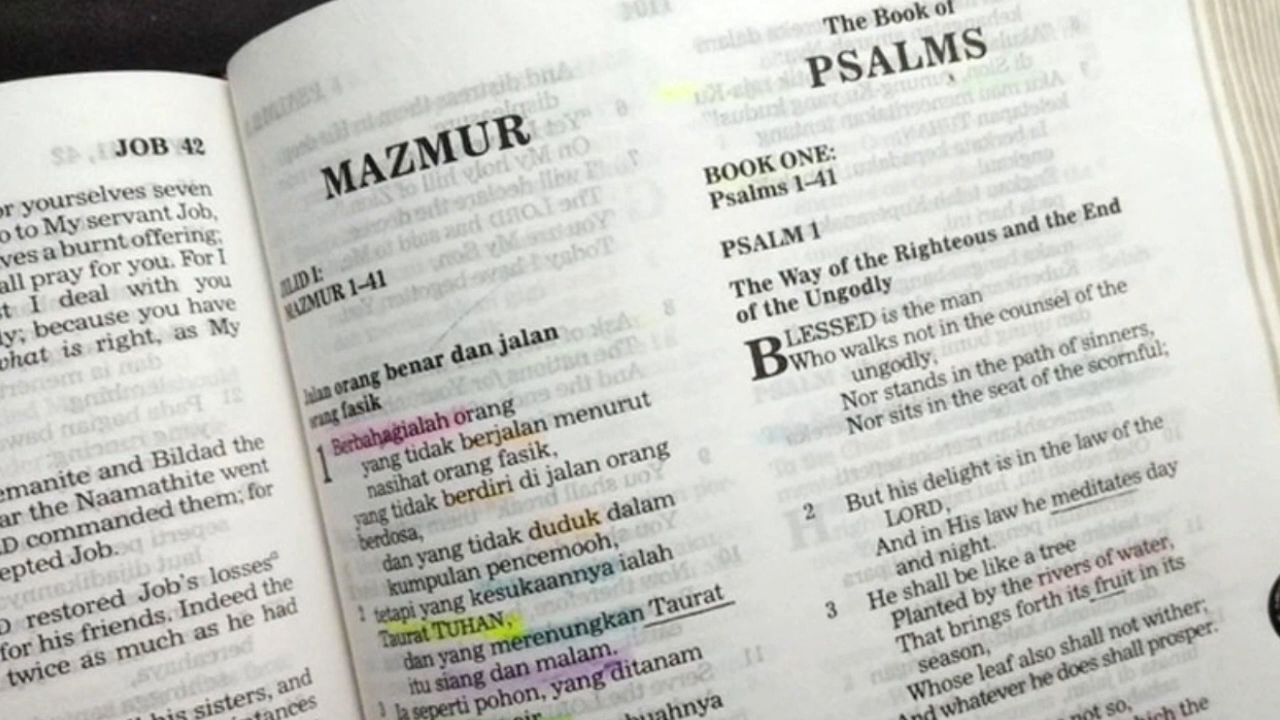 JOB 42
or yourselves seven
o to My servant Job,
ves a burnt offering;
all pray for you. For I
st I deal with you
ly; because you have
what is right, as My
emanite and Bildad the
ar the Naamathite went
D commanded them; for
epted Job.
D restored Job's losses
for his friends. Indeed the
twice as much as he had
his sisters, and
MAZMUR
JILID I:
MAZMUR 1–41
Jalan orang benar dan jalan
orang fasik
1 Berbahagialah orang
yang tidak berjalan menurut
nasihat orang fasik,
yang tidak berdiri di jalan orang
berdosa,
dan yang tidak duduk dalam
kumpulan pencemooh,
2 tetapi yang kesukaannya ialah
Taurat TUHAN,
dan yang merenungkan Taurat
itu siang dan malam.
3 Ia seperti pohon, yang ditanam
The Book of
PSALMS
BOOK ONE:
Psalms 1–41
PSALM 1
The Way of the Righteous and the End
of the Ungodly
BLESSED is the man
Who walks not in the counsel of the
ungodly,
Nor stands in the path of sinners,
Nor sits in the seat of the scornful;
2 But his delight is in the law of the
LORD,
And in His law he meditates day
and night.
3 He shall be like a tree
Planted by the rivers of water,
That brings forth its fruit in its
season,
Whose leaf also shall not wither;
And whatever he does shall prosper.
not so,